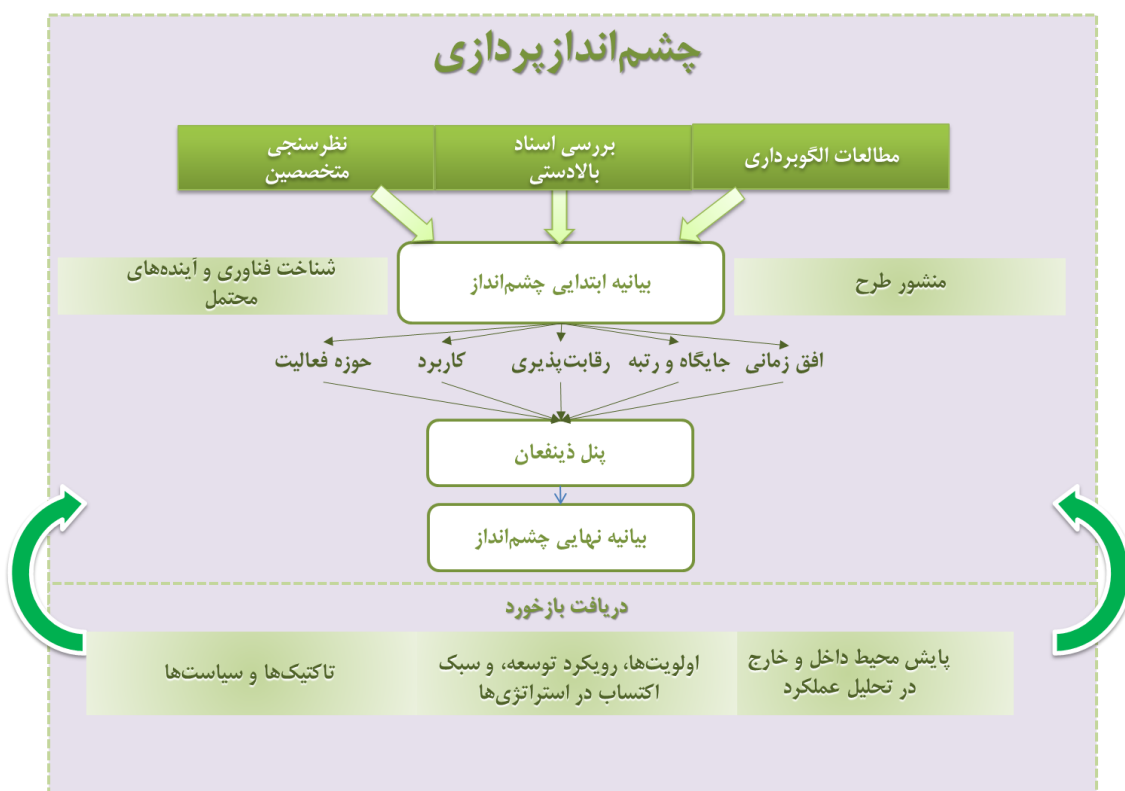 چشم‌اندازپردازی
مطالعات الگوبرداری
بررسی اسناد
بالادستی
نظرسنجی
متخصصین
منشور طرح
بیانیه ابتدایی چشم‌انداز
شناخت فناوری و آینده‌های
محتمل
افق زمانی
جایگاه و رتبه
رقابت‌پذیری
کاربرد
حوزه فعالیت
پنل ذینفعان
بیانیه نهایی چشم‌انداز
دریافت بازخورد
پایش محیط داخل و خارج
در تحلیل عملکرد
اولویت‌ها، رویکرد توسعه، و سبک
اکتساب در استراتژی‌ها
تاکتیک‌ها و سیاست‌ها